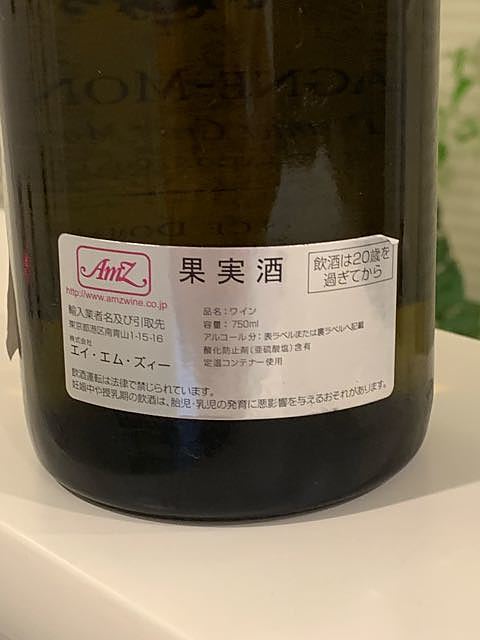 AGNE-MON
AmZ
http://www.amzwine.co.jp
果実酒
飲酒は20歳を
過ぎてから
輸入業者名及び引取先
東京都港区南青山1-15-16
株式会社
エイ・エム・ズィー
品名：ワイン
容量：750ml
アルコール分：表ラベルまたは裏ラベルへ記載
酸化防止剤（亜硫酸塩）含有
定温コンテナー使用
飲酒運転は法律で禁じられています。
妊娠中や授乳期の飲酒は、胎児・乳児の発育に悪影響を与えるおそれがあります。